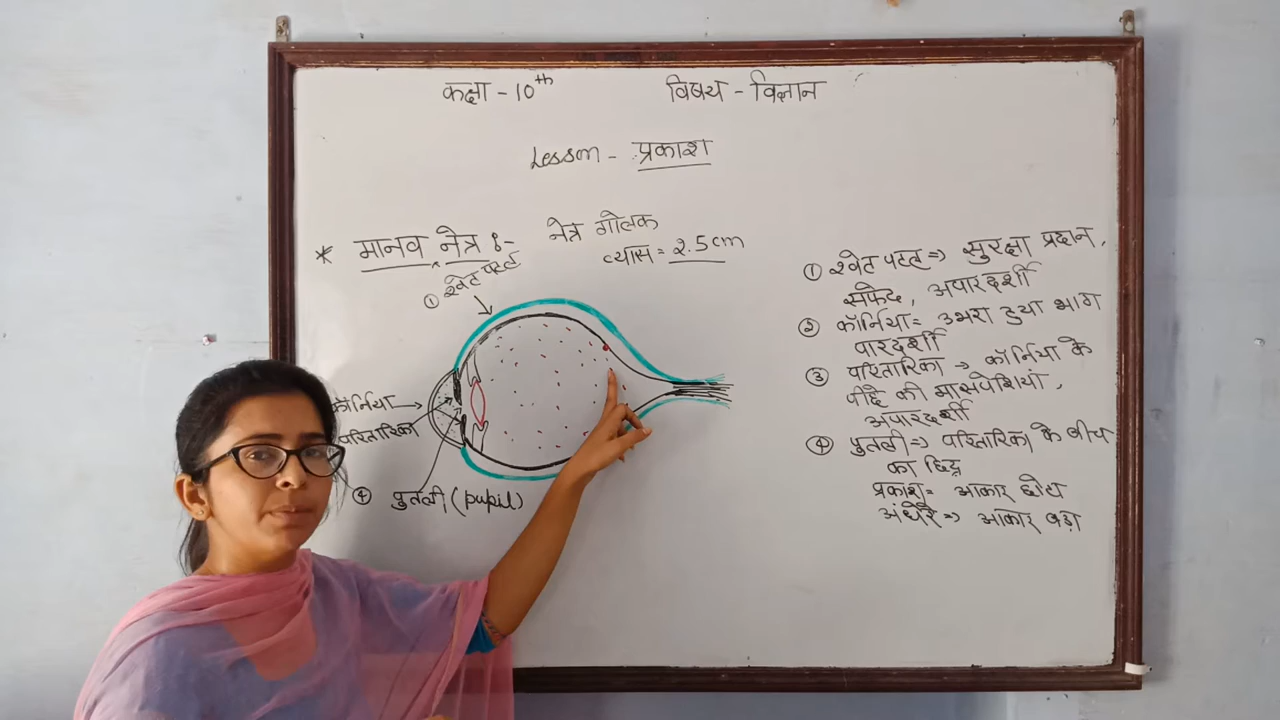 कक्षा - 10th
विषय - विज्ञान
Lesson - प्रकाश
* मानव नेत्र :-
नेत्र गोलक
व्यास = 2.5cm
① श्वेत पटल
कॉर्निया
परितारिका
④ पुतली (pupil)
① श्वेत पटल => सुरक्षा प्रदान,
सफेद, अपारदर्शी
② कॉर्निया = उभरा हुया भाग
पारदर्शी
③ परितारिका -> कॉर्निया के
पीछे की मासपेशियां,
अपारदर्शी
④ पुतली => परितारिका के बीच
का छिद्र
प्रकाश = आकार छोटा
अंधेरे => आकार बड़ा